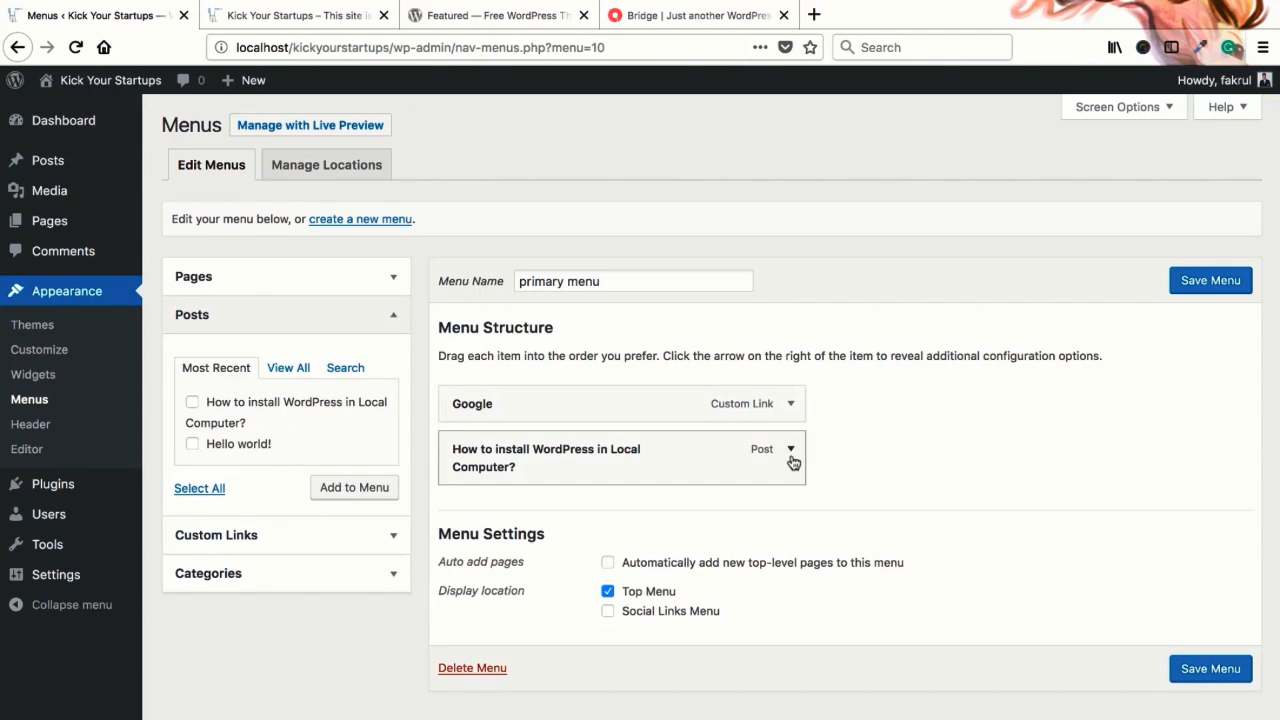 Menus ‹ Kick Your Startups —
Kick Your Startups – This site is
Featured — Free WordPress Th
Bridge | Just another WordPres
localhost/kickyourstartups/wp-admin/nav-menus.php?menu=10
Search
Kick Your Startups
0
New
Howdy, fakrul
Screen Options
Help
Dashboard
Posts
Media
Pages
Comments
Appearance
Themes
Customize
Widgets
Menus
Header
Editor
Plugins
Users
Tools
Settings
Collapse menu
Menus
Manage with Live Preview
Edit Menus
Manage Locations
Edit your menu below, or create a new menu.
Pages
Posts
Most Recent
View All
Search
How to install WordPress in Local
Computer?
Hello world!
Select All
Add to Menu
Custom Links
Categories
Menu Name
primary menu
Save Menu
Menu Structure
Drag each item into the order you prefer. Click the arrow on the right of the item to reveal additional configuration options.
Google
Custom Link
How to install WordPress in Local
Computer?
Post
Menu Settings
Auto add pages
Automatically add new top-level pages to this menu
Display location
Top Menu
Social Links Menu
Delete Menu
Save Menu